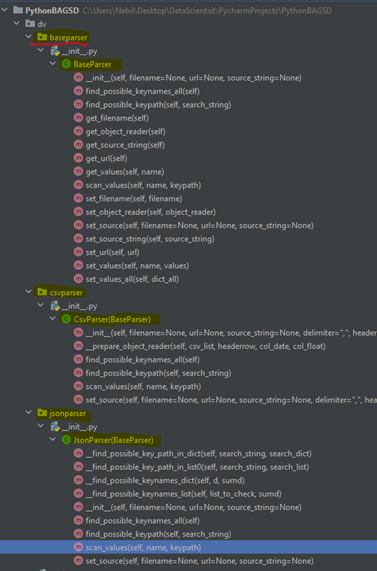 PythonBAGSD C:\Users\Nebil\Desktop\DataScientist\PycharmProjects\PythonBAGSD
dv
baseparser
__init__.py
BaseParser
__init__(self, filename=None, url=None, source_string=None)
find_possible_keynames_all(self)
find_possible_keypath(self, search_string)
get_filename(self)
get_object_reader(self)
get_source_string(self)
get_url(self)
get_values(self, name)
scan_values(self, name, keypath)
set_filename(self, filename)
set_object_reader(self, object_reader)
set_source(self, filename=None, url=None, source_string=None)
set_source_string(self, source_string)
set_url(self, url)
set_values(self, name, values)
set_values_all(self, dict_all)
csvparser
__init__.py
CsvParser(BaseParser)
__init__(self, filename=None, url=None, source_string=None, delimiter=",", header
__prepare_object_reader(self, csv_list, headerrow, col_date, col_float)
find_possible_keynames_all(self)
find_possible_keypath(self, search_string)
scan_values(self, name, keypath)
set_source(self, filename=None, url=None, source_string=None, delimiter=",", he
jsonparser
__init__.py
JsonParser(BaseParser)
__find_possible_key_path_in_dict(self, search_string, search_dict)
__find_possible_key_path_in_list0(self, search_string, search_list)
__find_possible_keynames_dict(self, d, sumd)
__find_possible_keynames_list(self, list_to_check, sumd)
__init__(self, filename=None, url=None, source_string=None)
find_possible_keynames_all(self)
find_possible_keypath(self, search_string)
scan_values(self, name, keypath)
set_source(self, filename=None, url=None, source_string=None)